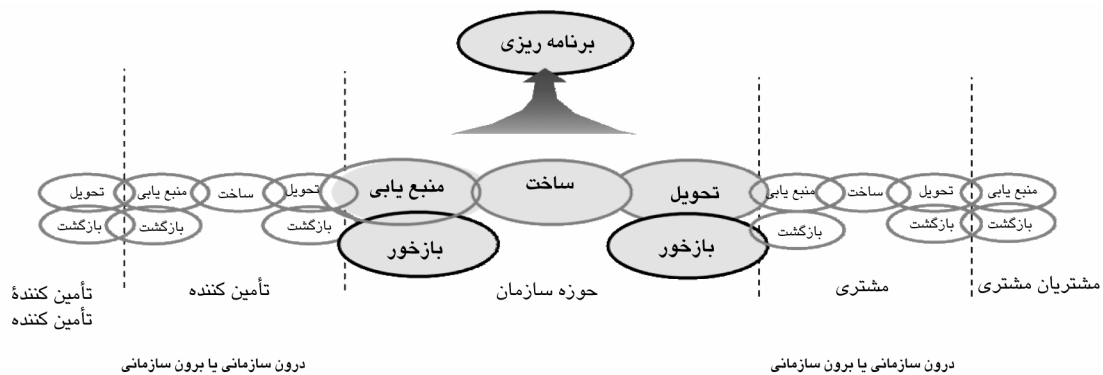 برنامه ریزی
تحویل
منبع یابی
ساخت
تحویل
منبع یابی
ساخت
تحویل
منبع یابی
ساخت
تحویل
منبع یابی
بازگشت
بازگشت
بازگشت
بازخور
بازخور
بازگشت
بازگشت
بازگشت
تأمین کنندۀ
تأمین کننده
تأمین کننده
حوزه سازمان
مشتری
مشتریان مشتری
درون سازمانی یا برون سازمانی
درون سازمانی یا برون سازمانی